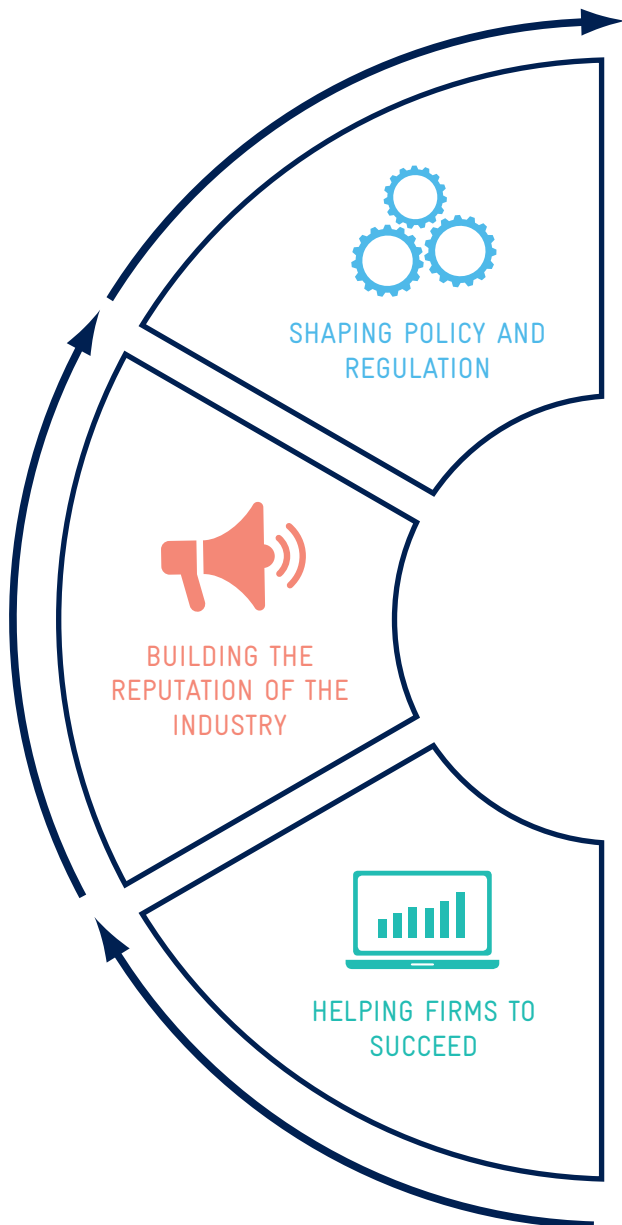 SHAPING POLICY AND
REGULATION
BUILDING THE
REPUTATION OF THE
INDUSTRY
HELPING FIRMS TO
SUCCEED